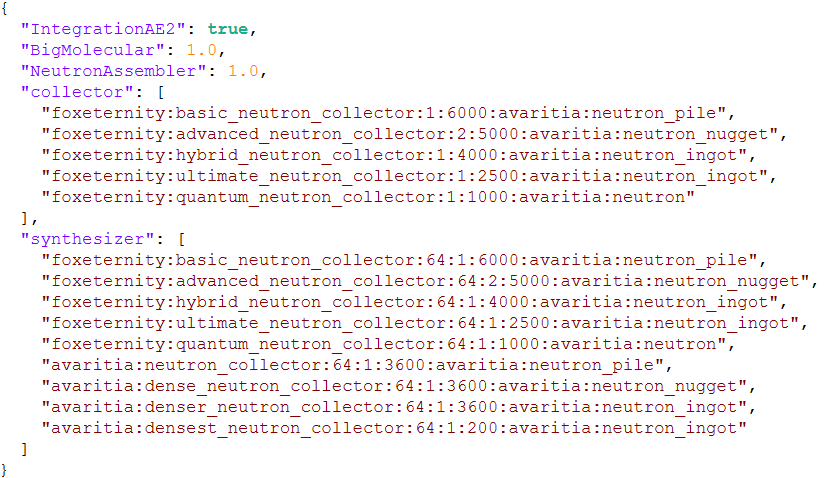 {
  "IntegrationAE2": true,
  "BigMolecular": 1.0,
  "NeutronAssembler": 1.0,
  "collector": [
    "foxeternity:basic_neutron_collector:1:6000:avaritia:neutron_pile",
    "foxeternity:advanced_neutron_collector:2:5000:avaritia:neutron_nugget",
    "foxeternity:hybrid_neutron_collector:1:4000:avaritia:neutron_ingot",
    "foxeternity:ultimate_neutron_collector:1:2500:avaritia:neutron_ingot",
    "foxeternity:quantum_neutron_collector:1:1000:avaritia:neutron"
  ],
  "synthesizer": [
    "foxeternity:basic_neutron_collector:64:1:6000:avaritia:neutron_pile",
    "foxeternity:advanced_neutron_collector:64:2:5000:avaritia:neutron_nugget",
    "foxeternity:hybrid_neutron_collector:64:1:4000:avaritia:neutron_ingot",
    "foxeternity:ultimate_neutron_collector:64:1:2500:avaritia:neutron_ingot",
    "foxeternity:quantum_neutron_collector:64:1:1000:avaritia:neutron",
    "avaritia:neutron_collector:64:1:3600:avaritia:neutron_pile",
    "avaritia:dense_neutron_collector:64:1:3600:avaritia:neutron_nugget",
    "avaritia:denser_neutron_collector:64:1:3600:avaritia:neutron_ingot",
    "avaritia:densest_neutron_collector:64:1:200:avaritia:neutron_ingot"
  ]
}